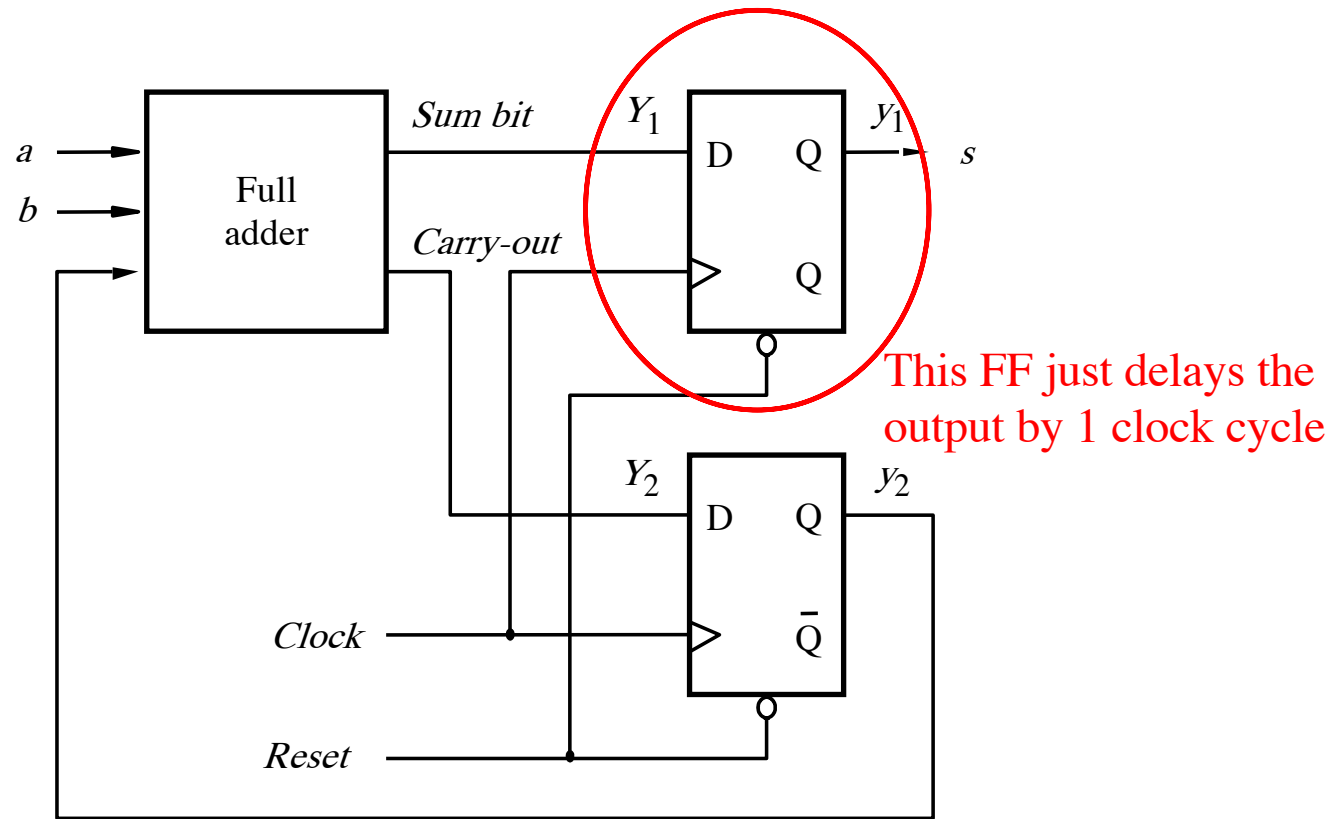 Sum bit
Y1
y1
a
D
Q
s
Full
adder
b
Carry-out
Q
This FF just delays the
output by 1 clock cycle
Y2
y2
D
Q
Clock
Q̄
Reset